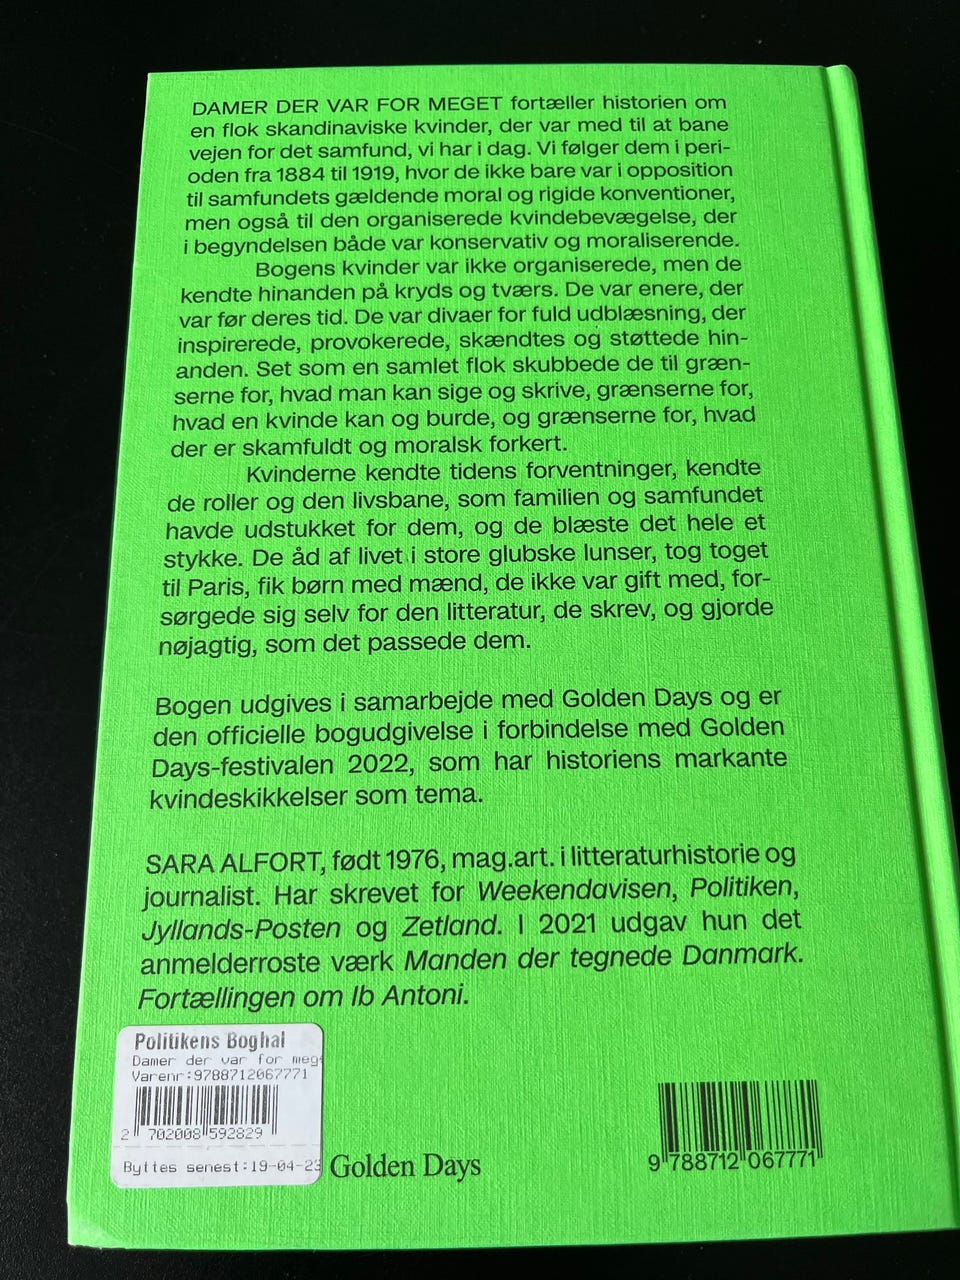 DAMER DER VAR FOR MEGET fortæller historien om
en flok skandinaviske kvinder, der var med til at bane
vejen for det samfund, vi har i dag. Vi følger dem i peri-
oden fra 1884 til 1919, hvor de ikke bare var i opposition
til samfundets gældende moral og rigide konventioner,
men også til den organiserede kvindebevægelse, der
i begyndelsen både var konservativ og moraliserende.
Bogens kvinder var ikke organiserede, men de
kendte hinanden på kryds og tværs. De var enere, der
var før deres tid. De var divaer for fuld udblæsning, der
inspirerede, provokerede, skændtes og støttede hin-
anden. Set som en samlet flok skubbede de til græn-
serne for, hvad man kan sige og skrive, grænserne for,
hvad en kvinde kan og burde, og grænserne for, hvad
der er skamfuldt og moralsk forkert.
Kvinderne kendte tidens forventninger, kendte
de roller og den livsbane, som familien og samfundet
havde udstukket for dem, og de blæste det hele et
stykke. De åd af livet i store glubske lunser, tog toget
til Paris, fik børn med mænd, de ikke var gift med, for-
sørgede sig selv for den litteratur, de skrev, og gjorde
nøjagtig, som det passede dem.
Bogen udgives i samarbejde med Golden Days og er
den officielle bogudgivelse i forbindelse med Golden
Days-festivalen 2022, som har historiens markante
kvindeskikkelser som tema.
SARA ALFORT, født 1976, mag.art. i litteraturhistorie og
journalist. Har skrevet for Weekendavisen, Politiken,
Jyllands-Posten og Zetland. I 2021 udgav hun det
anmelderroste værk Manden der tegnede Danmark.
Fortællingen om Ib Antoni.
Politikens Boghal
Damer der var for meg
Varenr:9788712067771
2 702008 592829
Byttes senest:19-04-23
Golden Days
9 788712 067771